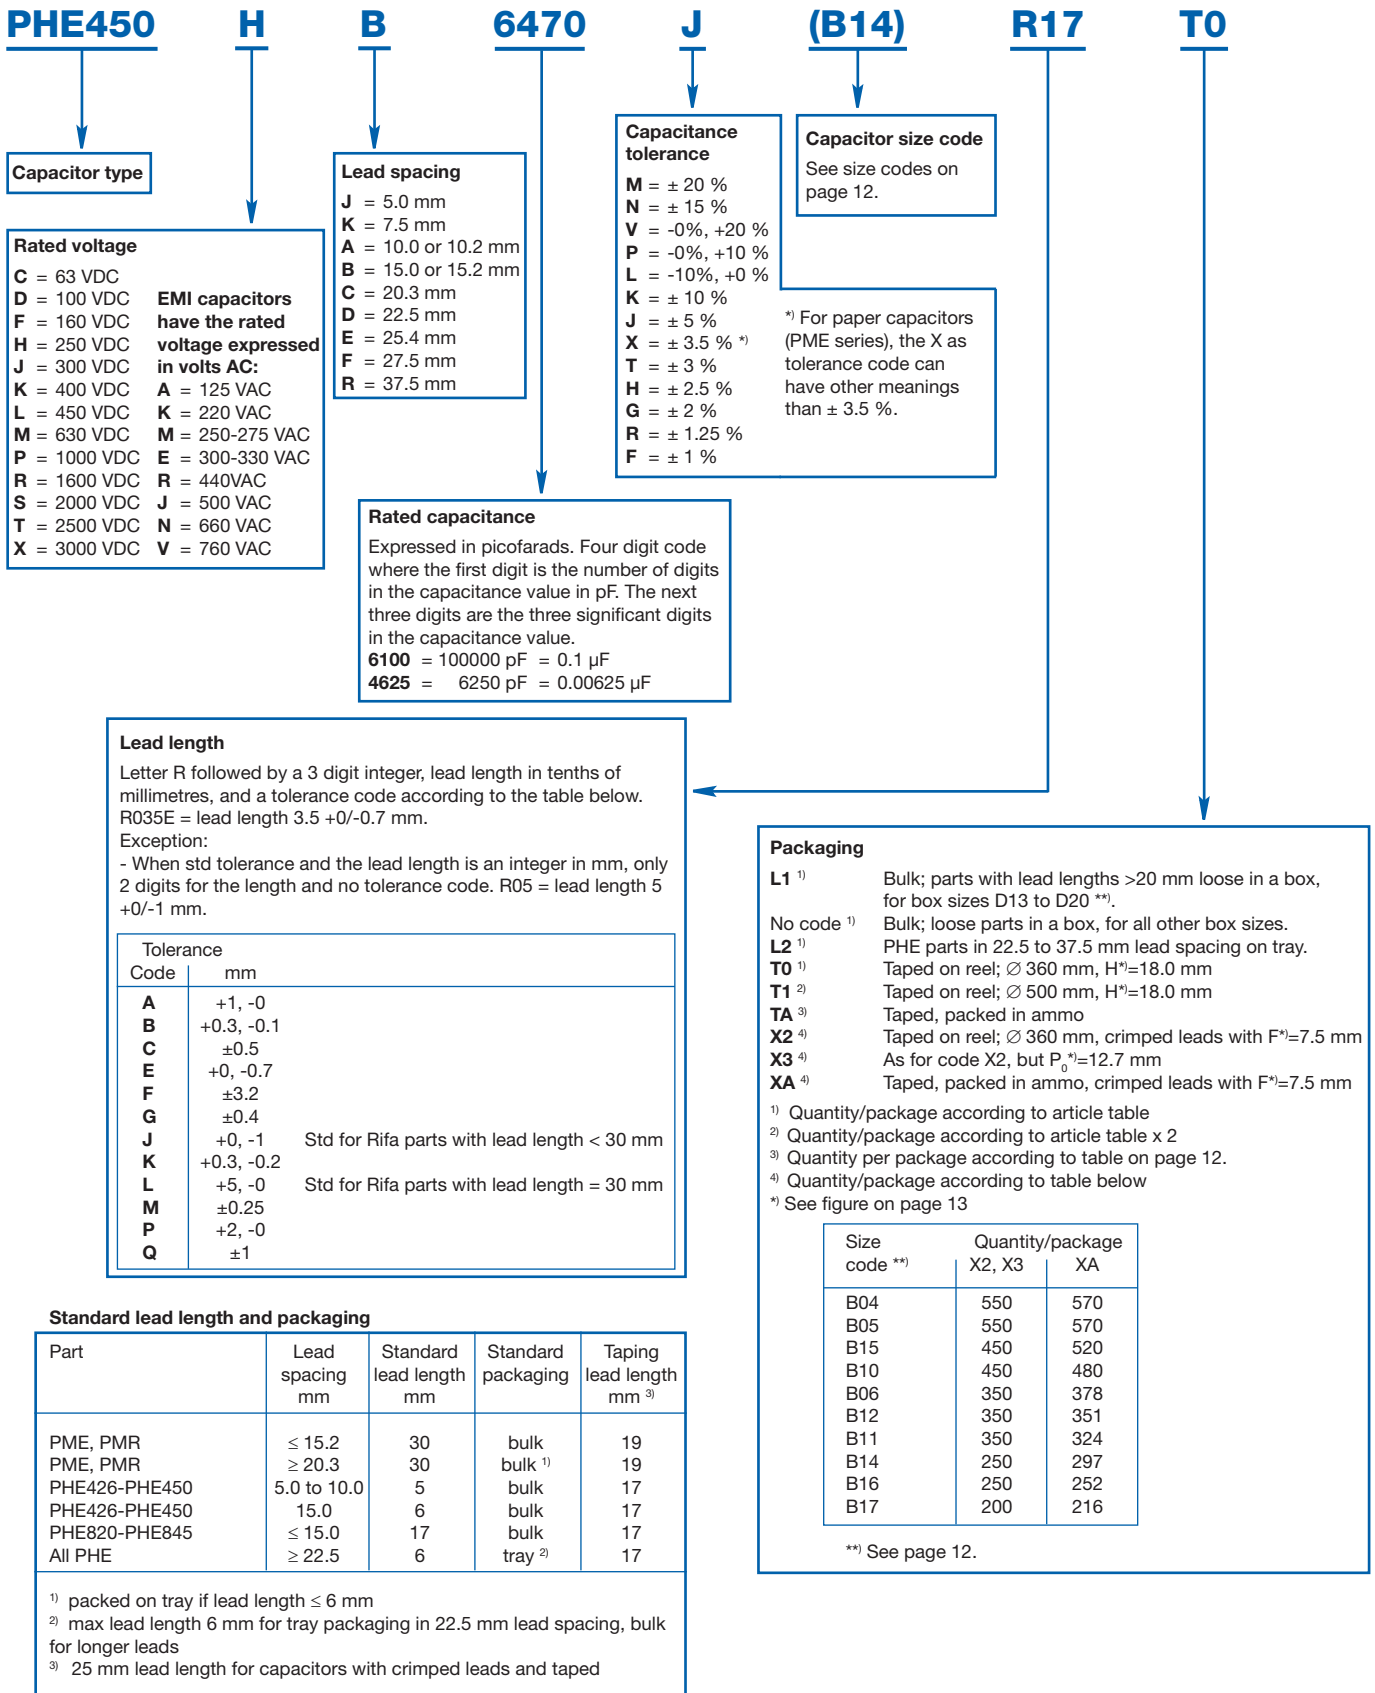 PHE450 H B 6470 J (B14) R17 T0
Capacitor type
Rated voltage
C = 63 VDC
D = 100 VDC
F = 160 VDC
H = 250 VDC
J = 300 VDC
K = 400 VDC
L = 450 VDC
M = 630 VDC
P = 1000 VDC
R = 1600 VDC
S = 2000 VDC
T = 2500 VDC
X = 3000 VDC
EMI capacitors
have the rated
voltage expressed
in volts AC:
A = 125 VAC
K = 220 VAC
M = 250-275 VAC
E = 300-330 VAC
R = 440VAC
J = 500 VAC
N = 660 VAC
V = 760 VAC
Lead spacing
J = 5.0 mm
K = 7.5 mm
A = 10.0 or 10.2 mm
B = 15.0 or 15.2 mm
C = 20.3 mm
D = 22.5 mm
E = 25.4 mm
F = 27.5 mm
R = 37.5 mm
Capacitance
tolerance
M = ± 20 %
N = ± 15 %
V = -0%, +20 %
P = -0%, +10 %
L = -10%, +0 %
K = ± 10 %
J = ± 5 %
X = ± 3.5 % *)
T = ± 3 %
H = ± 2.5 %
G = ± 2 %
R = ± 1.25 %
F = ± 1 %
*) For paper capacitors
(PME series), the X as
tolerance code can
have other meanings
than ± 3.5 %.
Capacitor size code
See size codes on
page 12.
Rated capacitance
Expressed in picofarads. Four digit code
where the first digit is the number of digits
in the capacitance value in pF. The next
three digits are the three significant digits
in the capacitance value.
6100 = 100000 pF = 0.1 µF
4625 = 6250 pF = 0.00625 µF
Lead length
Letter R followed by a 3 digit integer, lead length in tenths of
millimetres, and a tolerance code according to the table below.
R035E = lead length 3.5 +0/-0.7 mm.
Exception:
- When std tolerance and the lead length is an integer in mm, only
2 digits for the length and no tolerance code. R05 = lead length 5
+0/-1 mm.
Tolerance
Code mm
A +1, -0
B +0.3, -0.1
C ±0.5
E +0, -0.7
F ±3.2
G ±0.4
J +0, -1 Std for Rifa parts with lead length < 30 mm
K +0.3, -0.2
L +5, -0 Std for Rifa parts with lead length = 30 mm
M ±0.25
P +2, -0
Q ±1
Packaging
L1 1) Bulk; parts with lead lengths >20 mm loose in a box,
for box sizes D13 to D20 **).
No code 1) Bulk; loose parts in a box, for all other box sizes.
L2 1) PHE parts in 22.5 to 37.5 mm lead spacing on tray.
T0 1) Taped on reel; ∅ 360 mm, H*)=18.0 mm
T1 2) Taped on reel; ∅ 500 mm, H*)=18.0 mm
TA 3) Taped, packed in ammo
X2 4) Taped on reel; ∅ 360 mm, crimped leads with F*)=7.5 mm
X3 4) As for code X2, but P0*)=12.7 mm
XA 4) Taped, packed in ammo, crimped leads with F*)=7.5 mm
1) Quantity/package according to article table
2) Quantity/package according to article table x 2
3) Quantity per package according to table on page 12.
4) Quantity/package according to table below
*) See figure on page 13
Size Quantity/package
code **) X2, X3 XA
B04 550 570
B05 550 570
B15 450 520
B10 450 480
B06 350 378
B12 350 351
B11 350 324
B14 250 297
B16 250 252
B17 200 216
**) See page 12.
Standard lead length and packaging
Part Lead Standard Standard Taping
spacing lead length packaging lead length
mm mm mm 3)
PME, PMR ≤ 15.2 30 bulk 19
PME, PMR ≥ 20.3 30 bulk 1) 19
PHE426-PHE450 5.0 to 10.0 5 bulk 17
PHE426-PHE450 15.0 6 bulk 17
PHE820-PHE845 ≤ 15.0 17 bulk 17
All PHE ≥ 22.5 6 tray 2) 17
1) packed on tray if lead length ≤ 6 mm
2) max lead length 6 mm for tray packaging in 22.5 mm lead spacing, bulk
for longer leads
3) 25 mm lead length for capacitors with crimped leads and taped